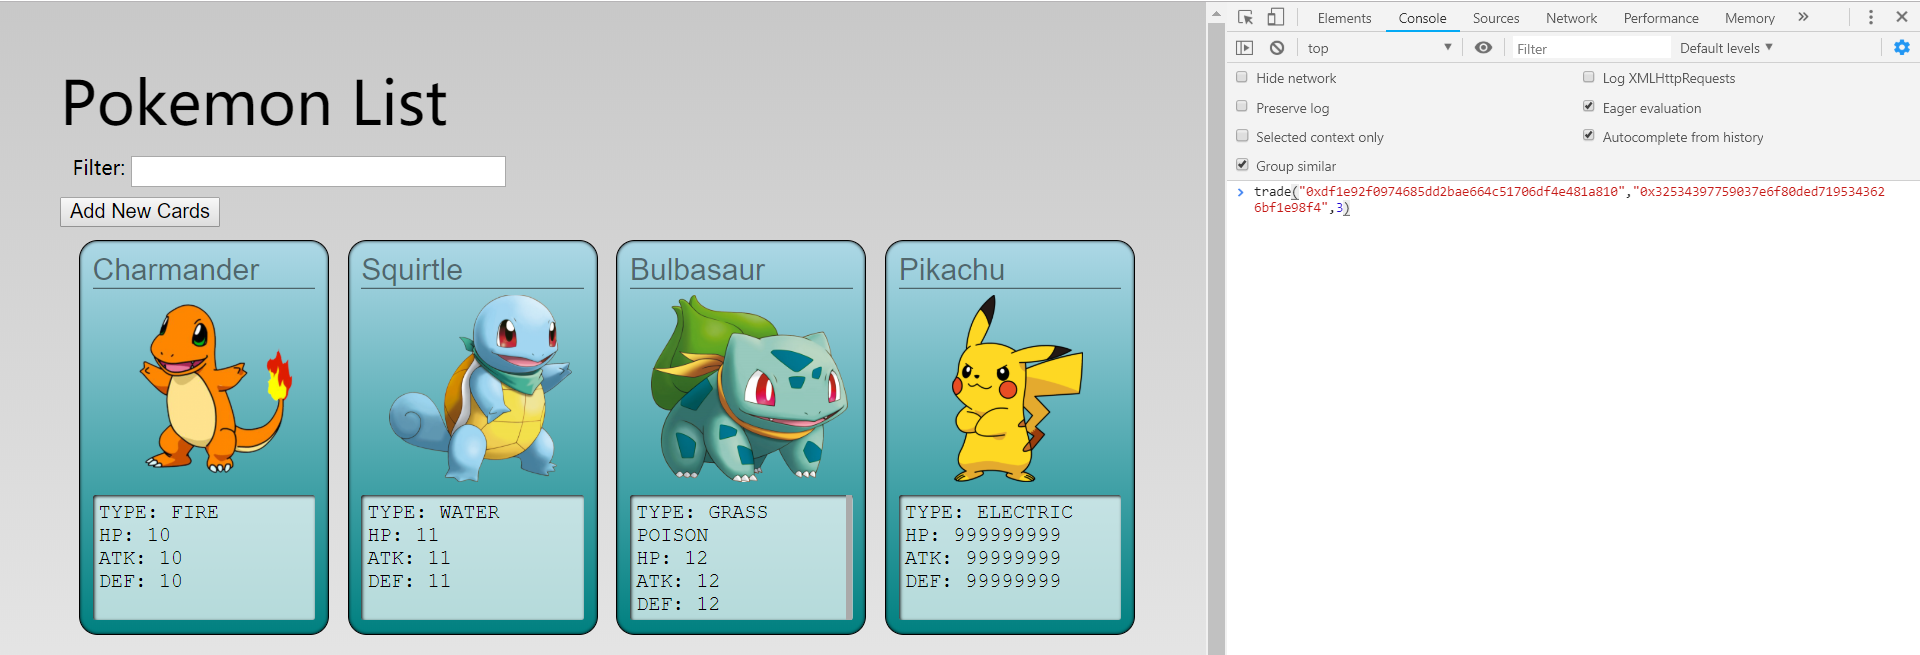 Pokemon List
Filter:
Add New Cards
Charmander
TYPE: FIRE
HP: 10
ATK: 10
DEF: 10
Squirtle
TYPE: WATER
HP: 11
ATK: 11
DEF: 11
Bulbasaur
TYPE: GRASS
POISON
HP: 12
ATK: 12
DEF: 12
Pikachu
TYPE: ELECTRIC
HP: 999999999
ATK: 99999999
DEF: 99999999
Elements Console Sources Network Performance Memory »
top Filter Default levels
Hide network Log XMLHttpRequests
Preserve log Eager evaluation
Selected context only Autocomplete from history
Group similar
> trade("0xdf1e92f0974685dd2bae664c51706df4e481a810","0x32534397759037e6f80ded719534362
6bf1e98f4",3)